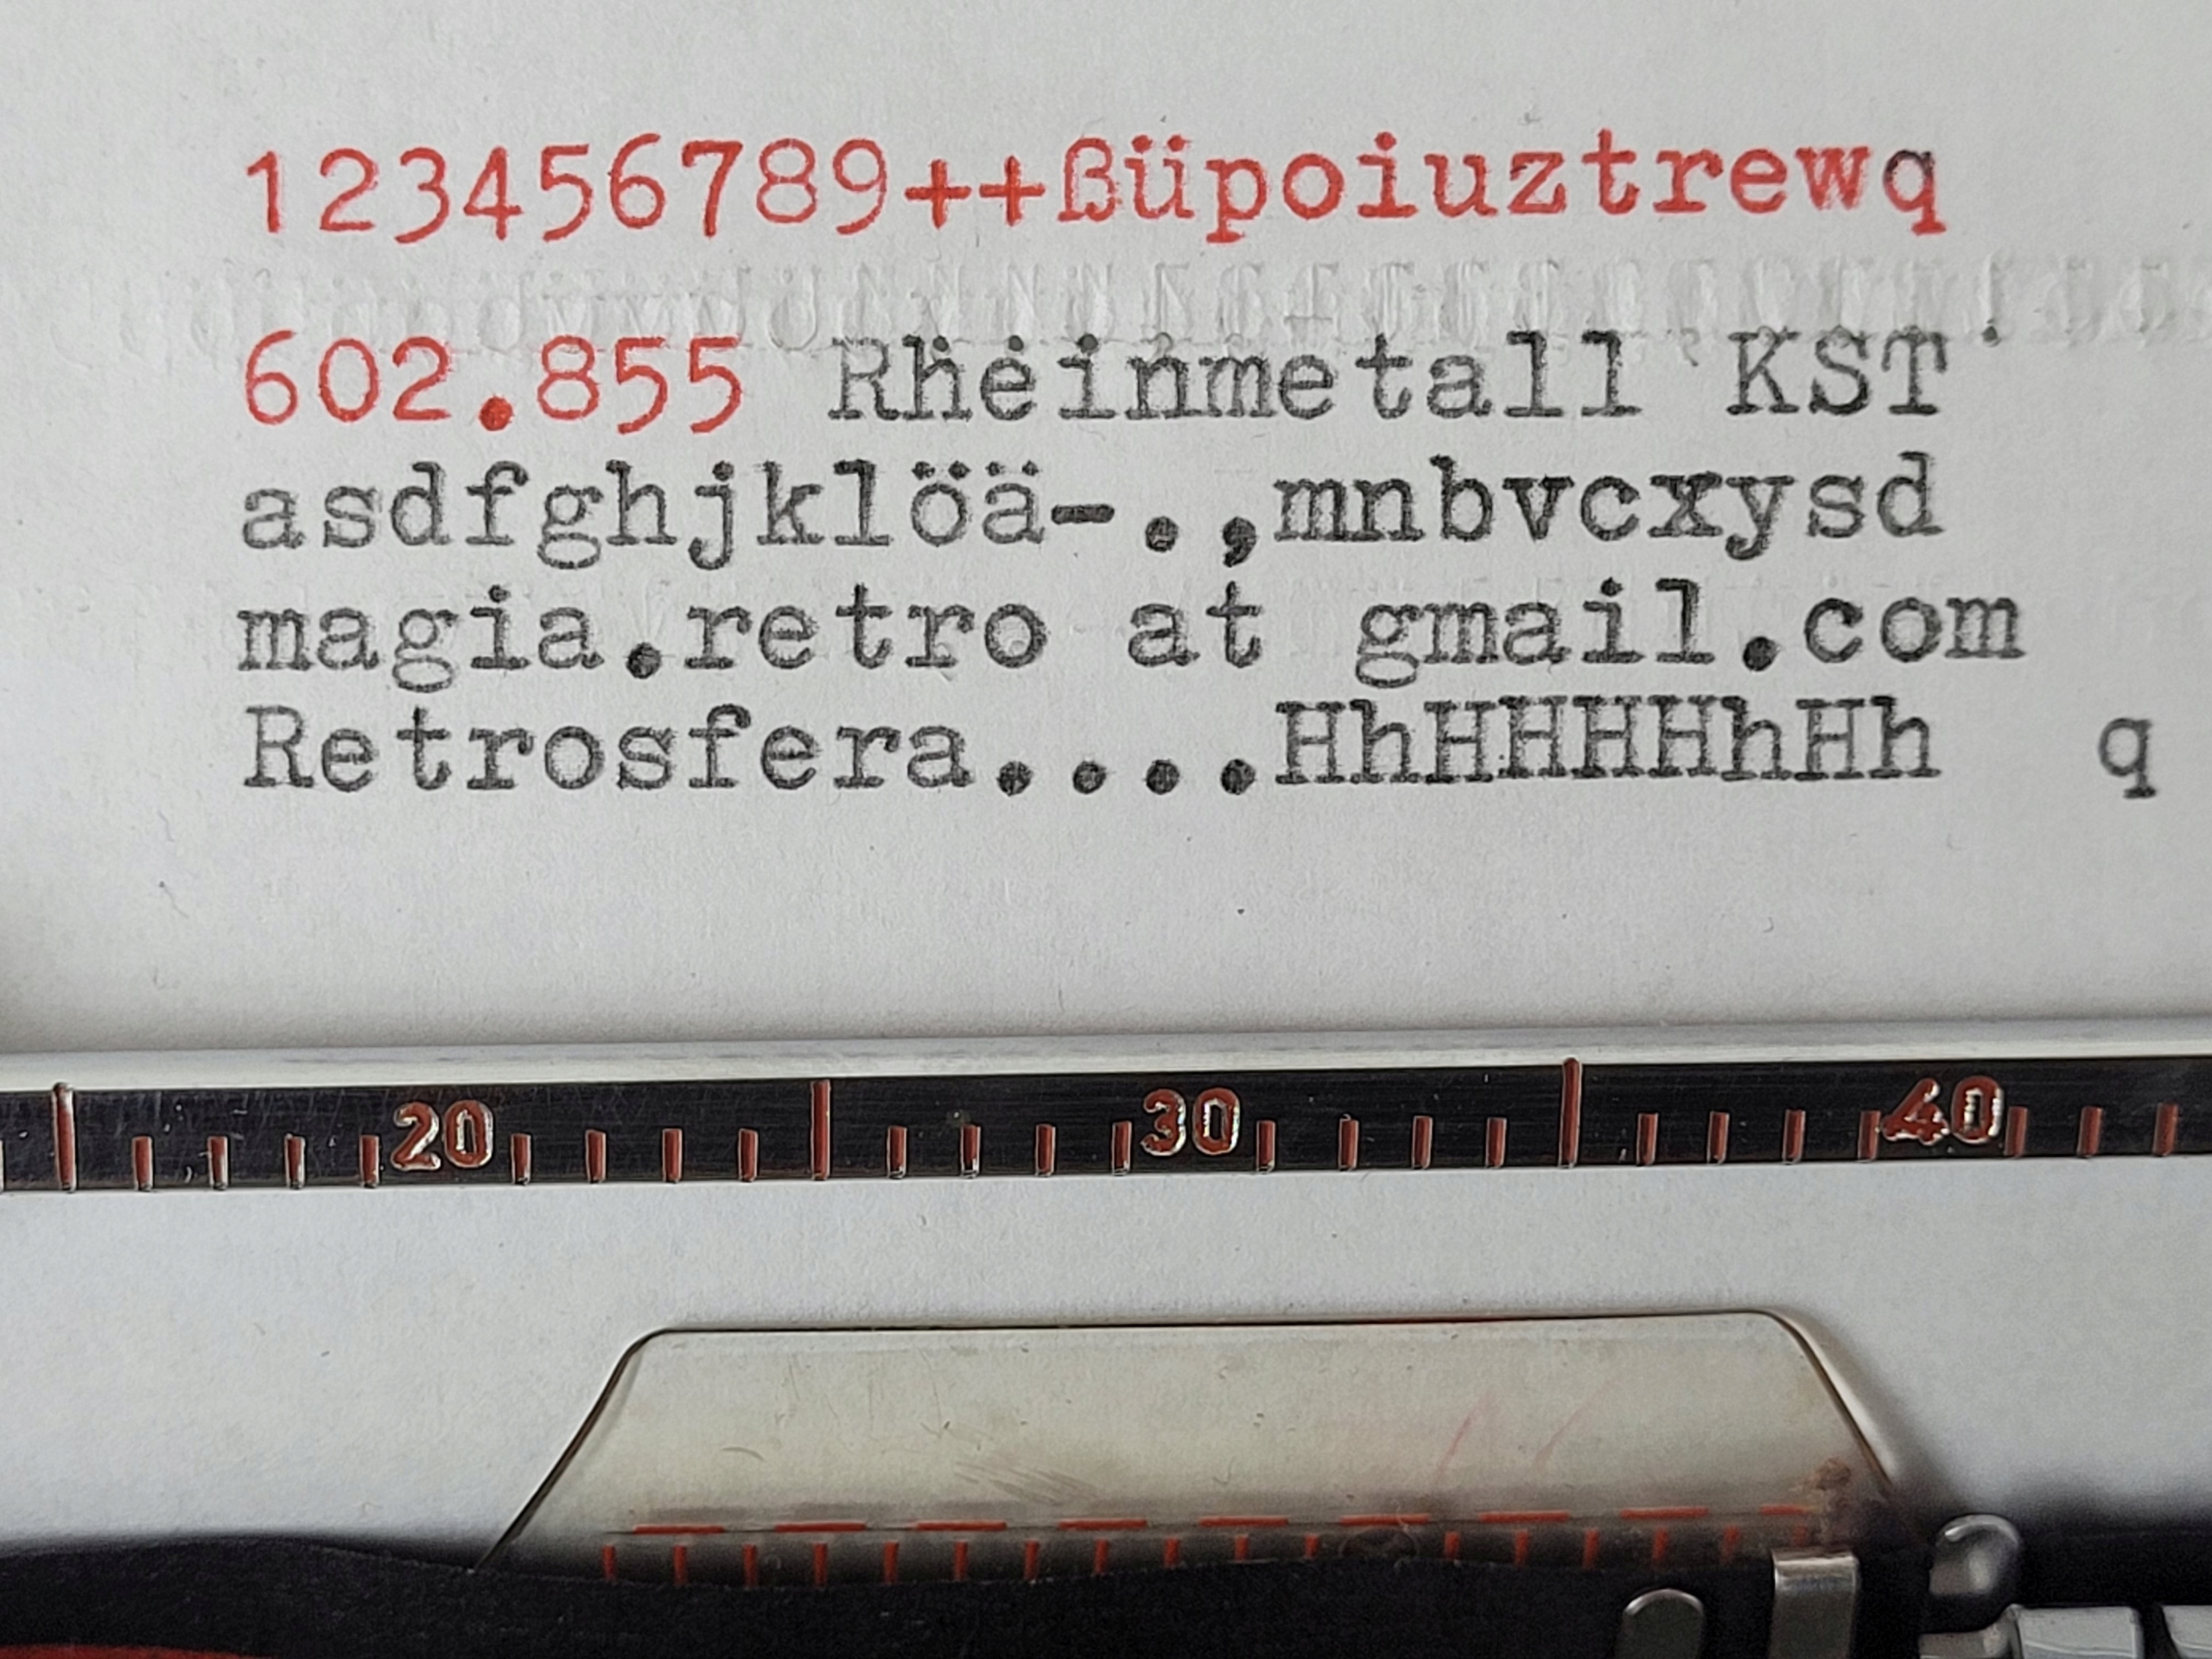 123456789++ßüpoiuztrewq
602.855 Rheinmetall KST
asdfghjklöä-.,mnbvcxysd
magia.retro at gmail.com
Retrosfera....HhHHHHhHh q
20 30 40